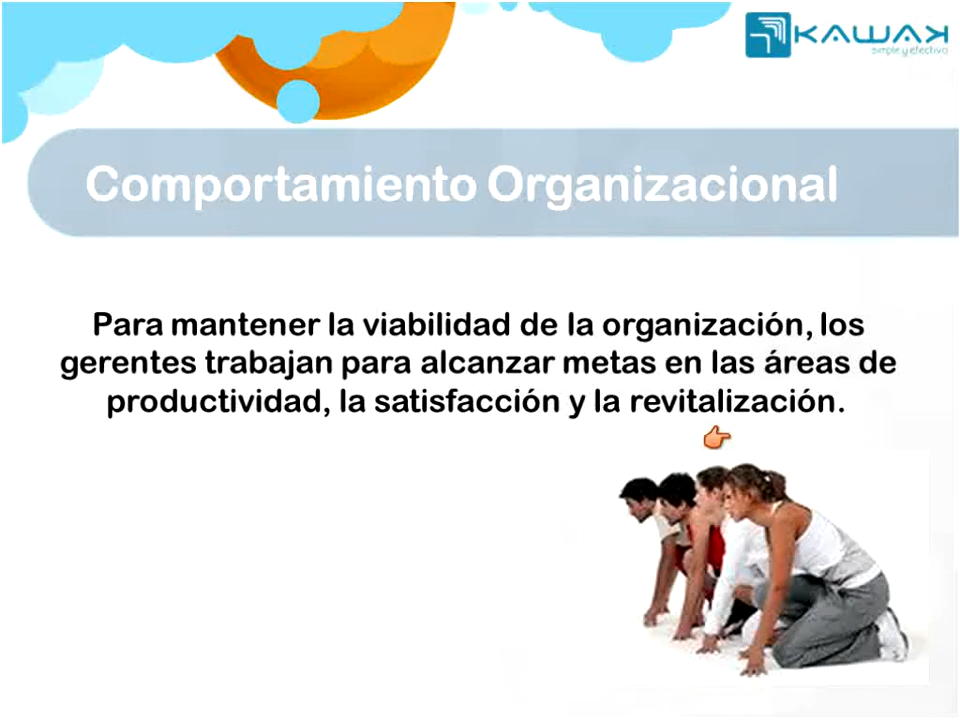 KAWAK
simple y efectivo
Comportamiento Organizacional
Para mantener la viabilidad de la organización, los
gerentes trabajan para alcanzar metas en las áreas de
productividad, la satisfacción y la revitalización.